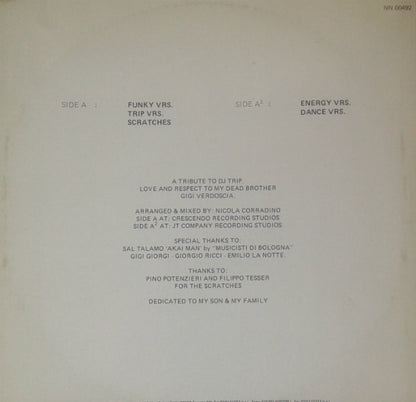 NN 00492
SIDE A :
FUNKY VRS.
TRIP VRS.
SCRATCHES
SIDE A² :
ENERGY VRS.
DANCE VRS.
A TRIBUTE TO DJ TRIP
LOVE AND RESPECT TO MY DEAD BROTHER
GIGI VERDOSCIA.
ARRANGED & MIXED BY: NICOLA CORRADINO
SIDE A AT: CRESCENDO RECORDING STUDIOS
SIDE A² AT: JT COMPANY RECORDING STUDIOS
SPECIAL THANKS TO:
SAL TALAMO 'AKAI MAN' by "MUSICISTI DI BOLOGNA"
GIGI GIORGI - GIORGIO RICCI - EMILIO LA NOTTE.
THANKS TO:
PINO POTENZIERI AND FILIPPO TESSER
FOR THE SCRATCHES
DEDICATED TO MY SON & MY FAMILY